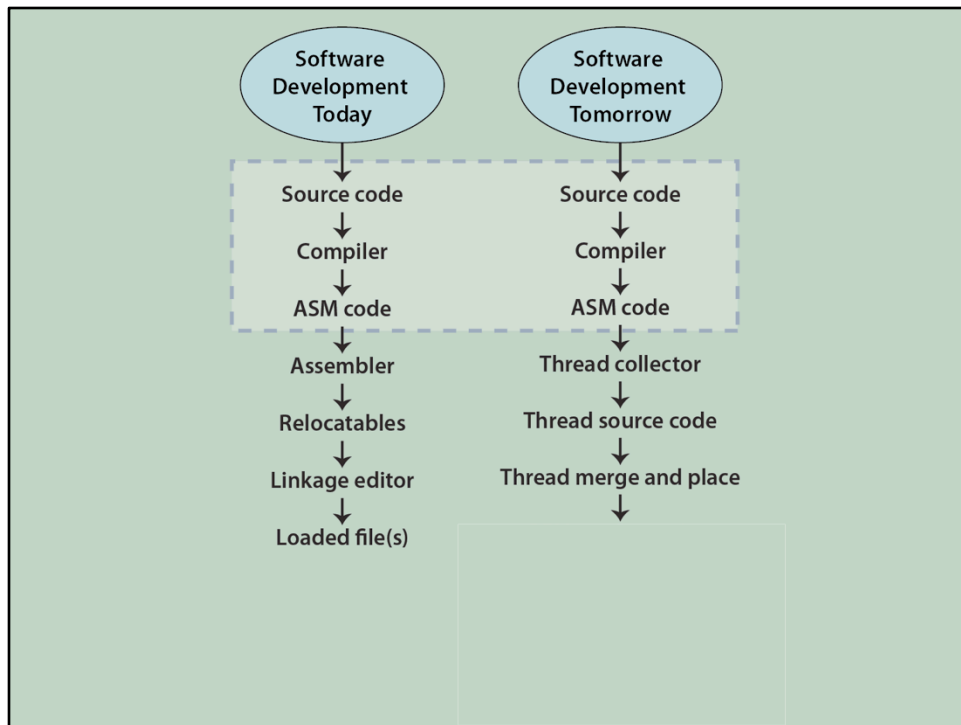 Software
Development
Today
Source code
Compiler
ASM code
Assembler
Relocatables
Linkage editor
Loaded file(s)
Software
Development
Tomorrow
Source code
Compiler
ASM code
Thread collector
Thread source code
Thread merge and place